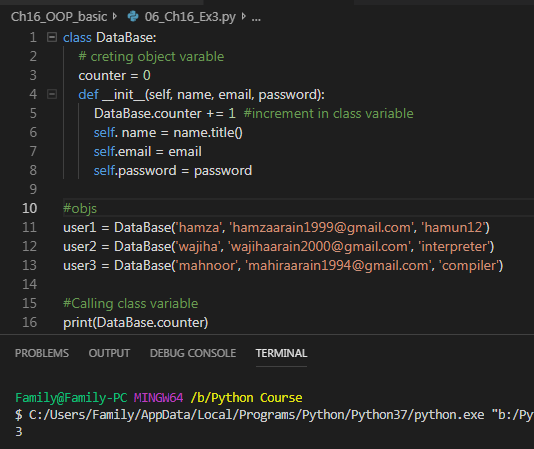 Ch16_OOP_basic > 06_Ch16_Ex3.py > ...
1 class DataBase:
2 # creting object varable
3 counter = 0
4 def __init__(self, name, email, password):
5 DataBase.counter += 1 #increment in class variable
6 self. name = name.title()
7 self.email = email
8 self.password = password
9
10 #objs
11 user1 = DataBase('hamza', 'hamzaarain1999@gmail.com', 'hamun12')
12 user2 = DataBase('wajiha', 'wajihaarain2000@gmail.com', 'interpreter')
13 user3 = DataBase('mahnoor', 'mahiraarain1994@gmail.com', 'compiler')
14
15 #Calling class variable
16 print(DataBase.counter)
PROBLEMS OUTPUT DEBUG CONSOLE TERMINAL
Family@Family-PC MINGW64 /b/Python Course
$ C:/Users/Family/AppData/Local/Programs/Python/Python37/python.exe "b:/Py
3